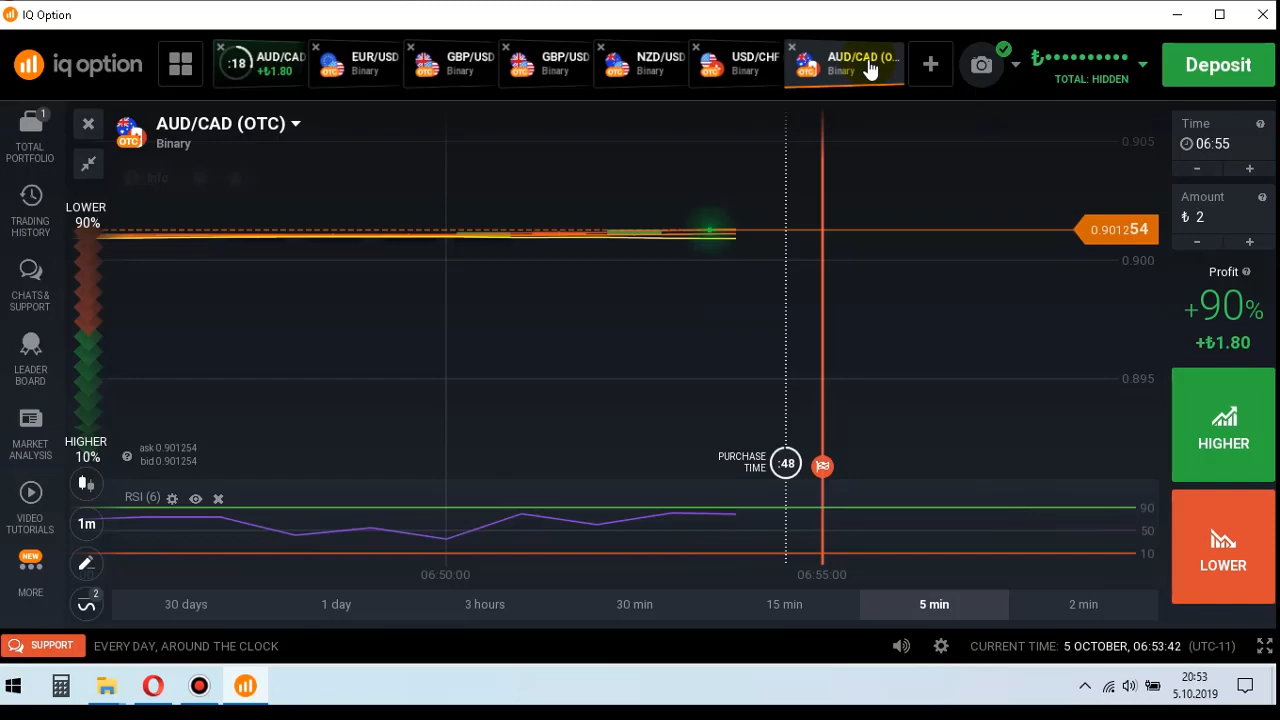 IQ Option
iq option
:18
AUD/CAD
+₺1.80
EUR/USD
Binary
GBP/USD
Binary
GBP/USD
Binary
NZD/USD
Binary
USD/CHF
Binary
AUD/CAD (O...
Binary
₺••••••••••
TOTAL: HIDDEN
Deposit
1
TOTAL
PORTFOLIO
TRADING
HISTORY
CHATS &
SUPPORT
LEADER
BOARD
MARKET
ANALYSIS
VIDEO
TUTORIALS
NEW
MORE
OTC
AUD/CAD (OTC)
Binary
Info
LOWER
90%
HIGHER
10%
ask 0.901254
bid 0.901254
0.905
0.901254
0.900
0.895
PURCHASE
TIME
:48
RSI (6)
90
50
10
1m
2
06:50:00
06:55:00
30 days
1 day
3 hours
30 min
15 min
5 min
2 min
Time
06:55
-
+
Amount
₺ 2
-
+
Profit
+90%
+₺1.80
HIGHER
LOWER
SUPPORT
EVERY DAY, AROUND THE CLOCK
CURRENT TIME: 5 OCTOBER, 06:53:42 (UTC-11)
20:53
5.10.2019